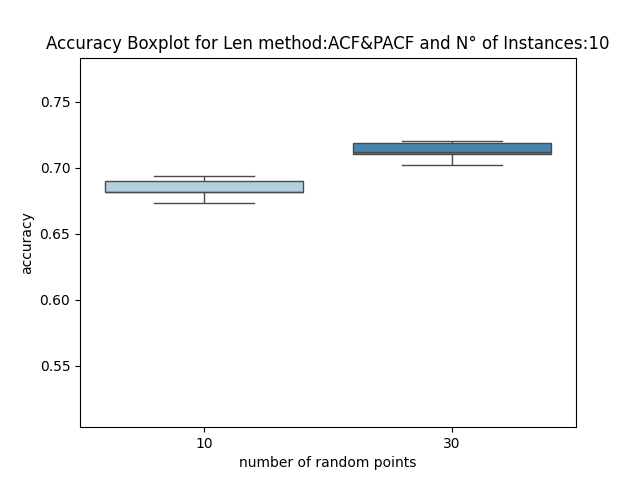 Accuracy Boxplot for Len method:ACF&PACF and N° of Instances:10
0.75
0.70
0.65
0.60
0.55
accuracy
10
30
number of random points